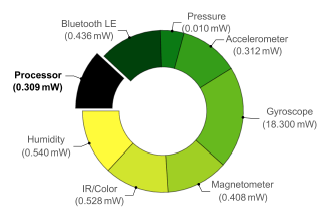 Pressure
(0.010 mW)
Accelerometer
(0.312 mW)
Gyroscope
(18.300 mW)
Magnetometer
(0.408 mW)
IR/Color
(0.528 mW)
Humidity
(0.540 mW)
Processor
(0.309 mW)
Bluetooth LE
(0.436 mW)